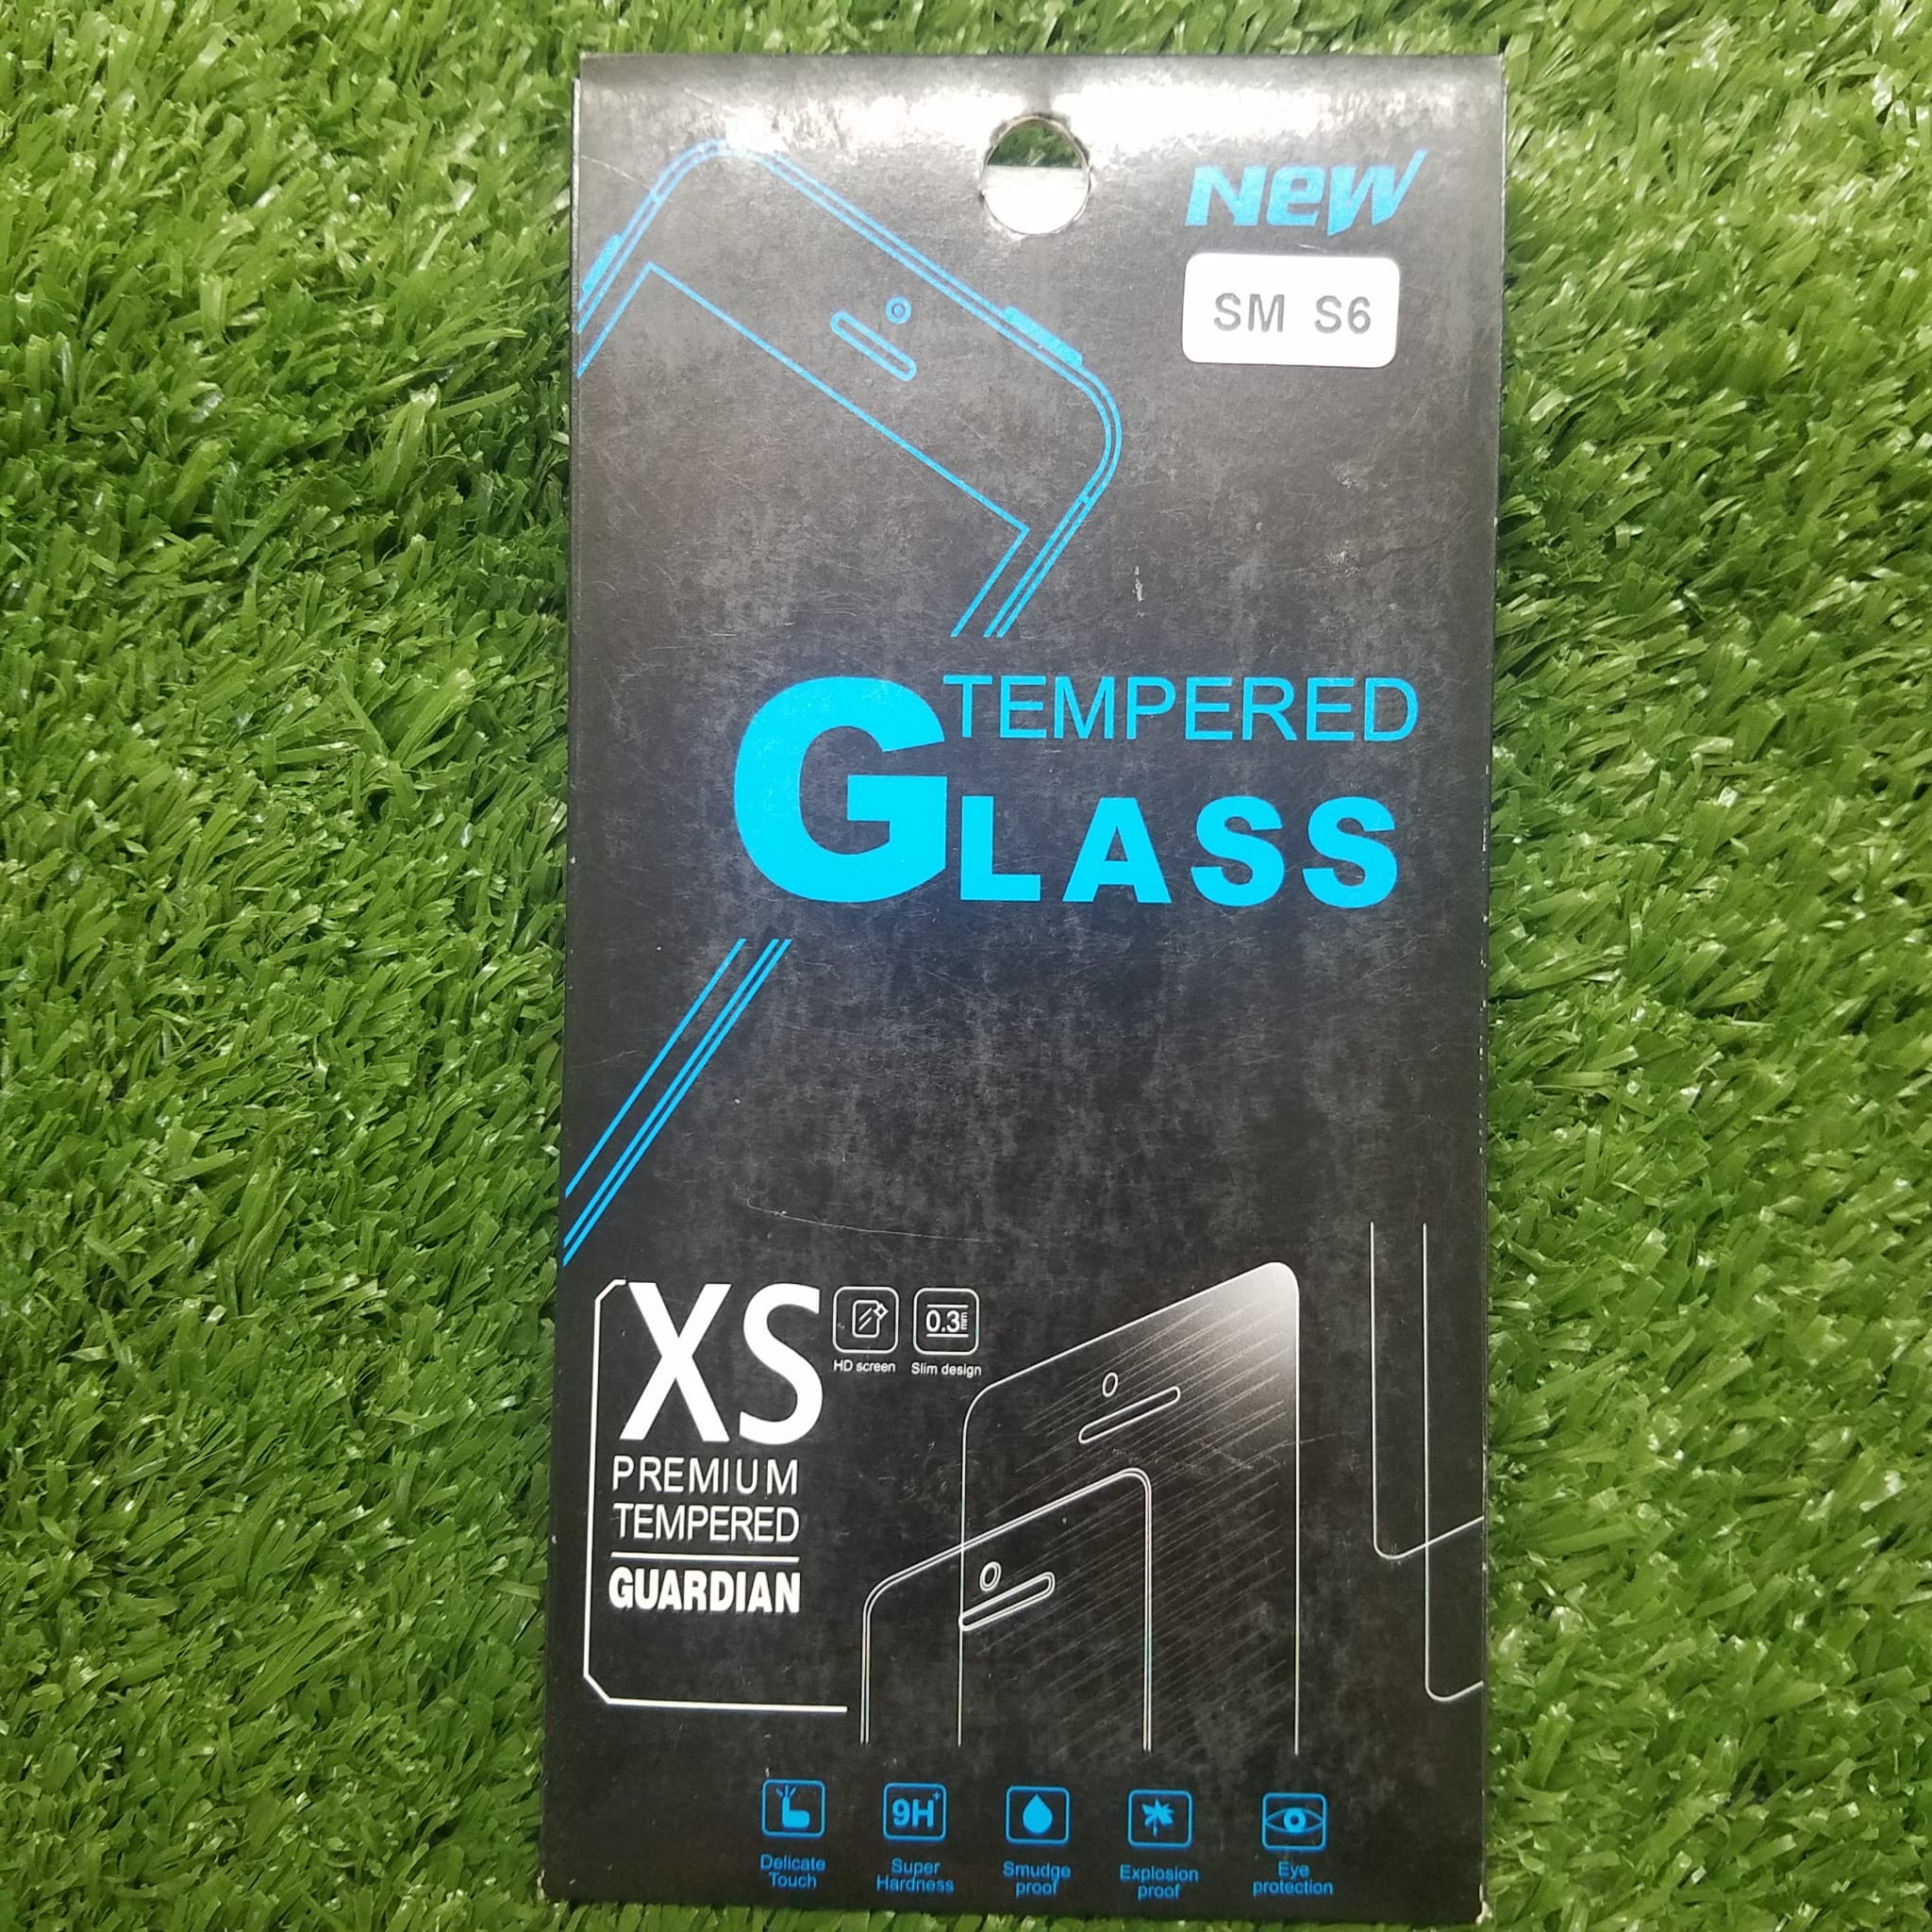 New
SM S6
TEMPERED
GLASS
XS
HD screen
0.3mm
Slim design
PREMIUM
TEMPERED
GUARDIAN
9H+
Delicate
Touch
Super
Hardness
Smudge
proof
Explosion
proof
Eye
protection